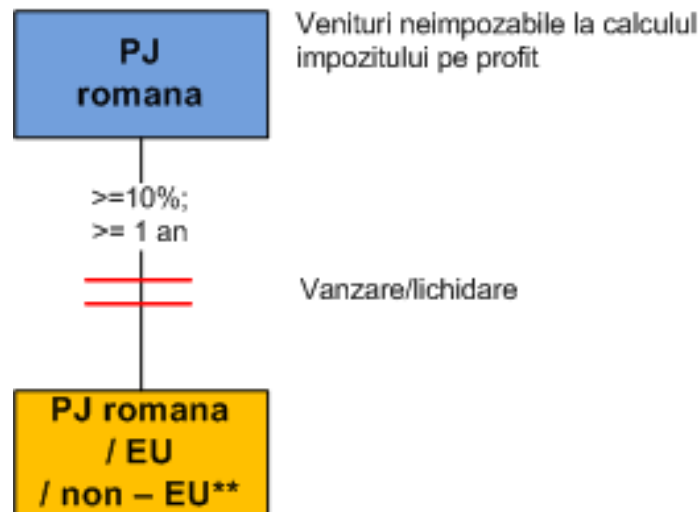 PJ
romana
Venituri neimpozabile la calculul
impozitului pe profit
>=10%;
>= 1 an
Vanzare/lichidare
PJ romana
/ EU
/ non – EU**